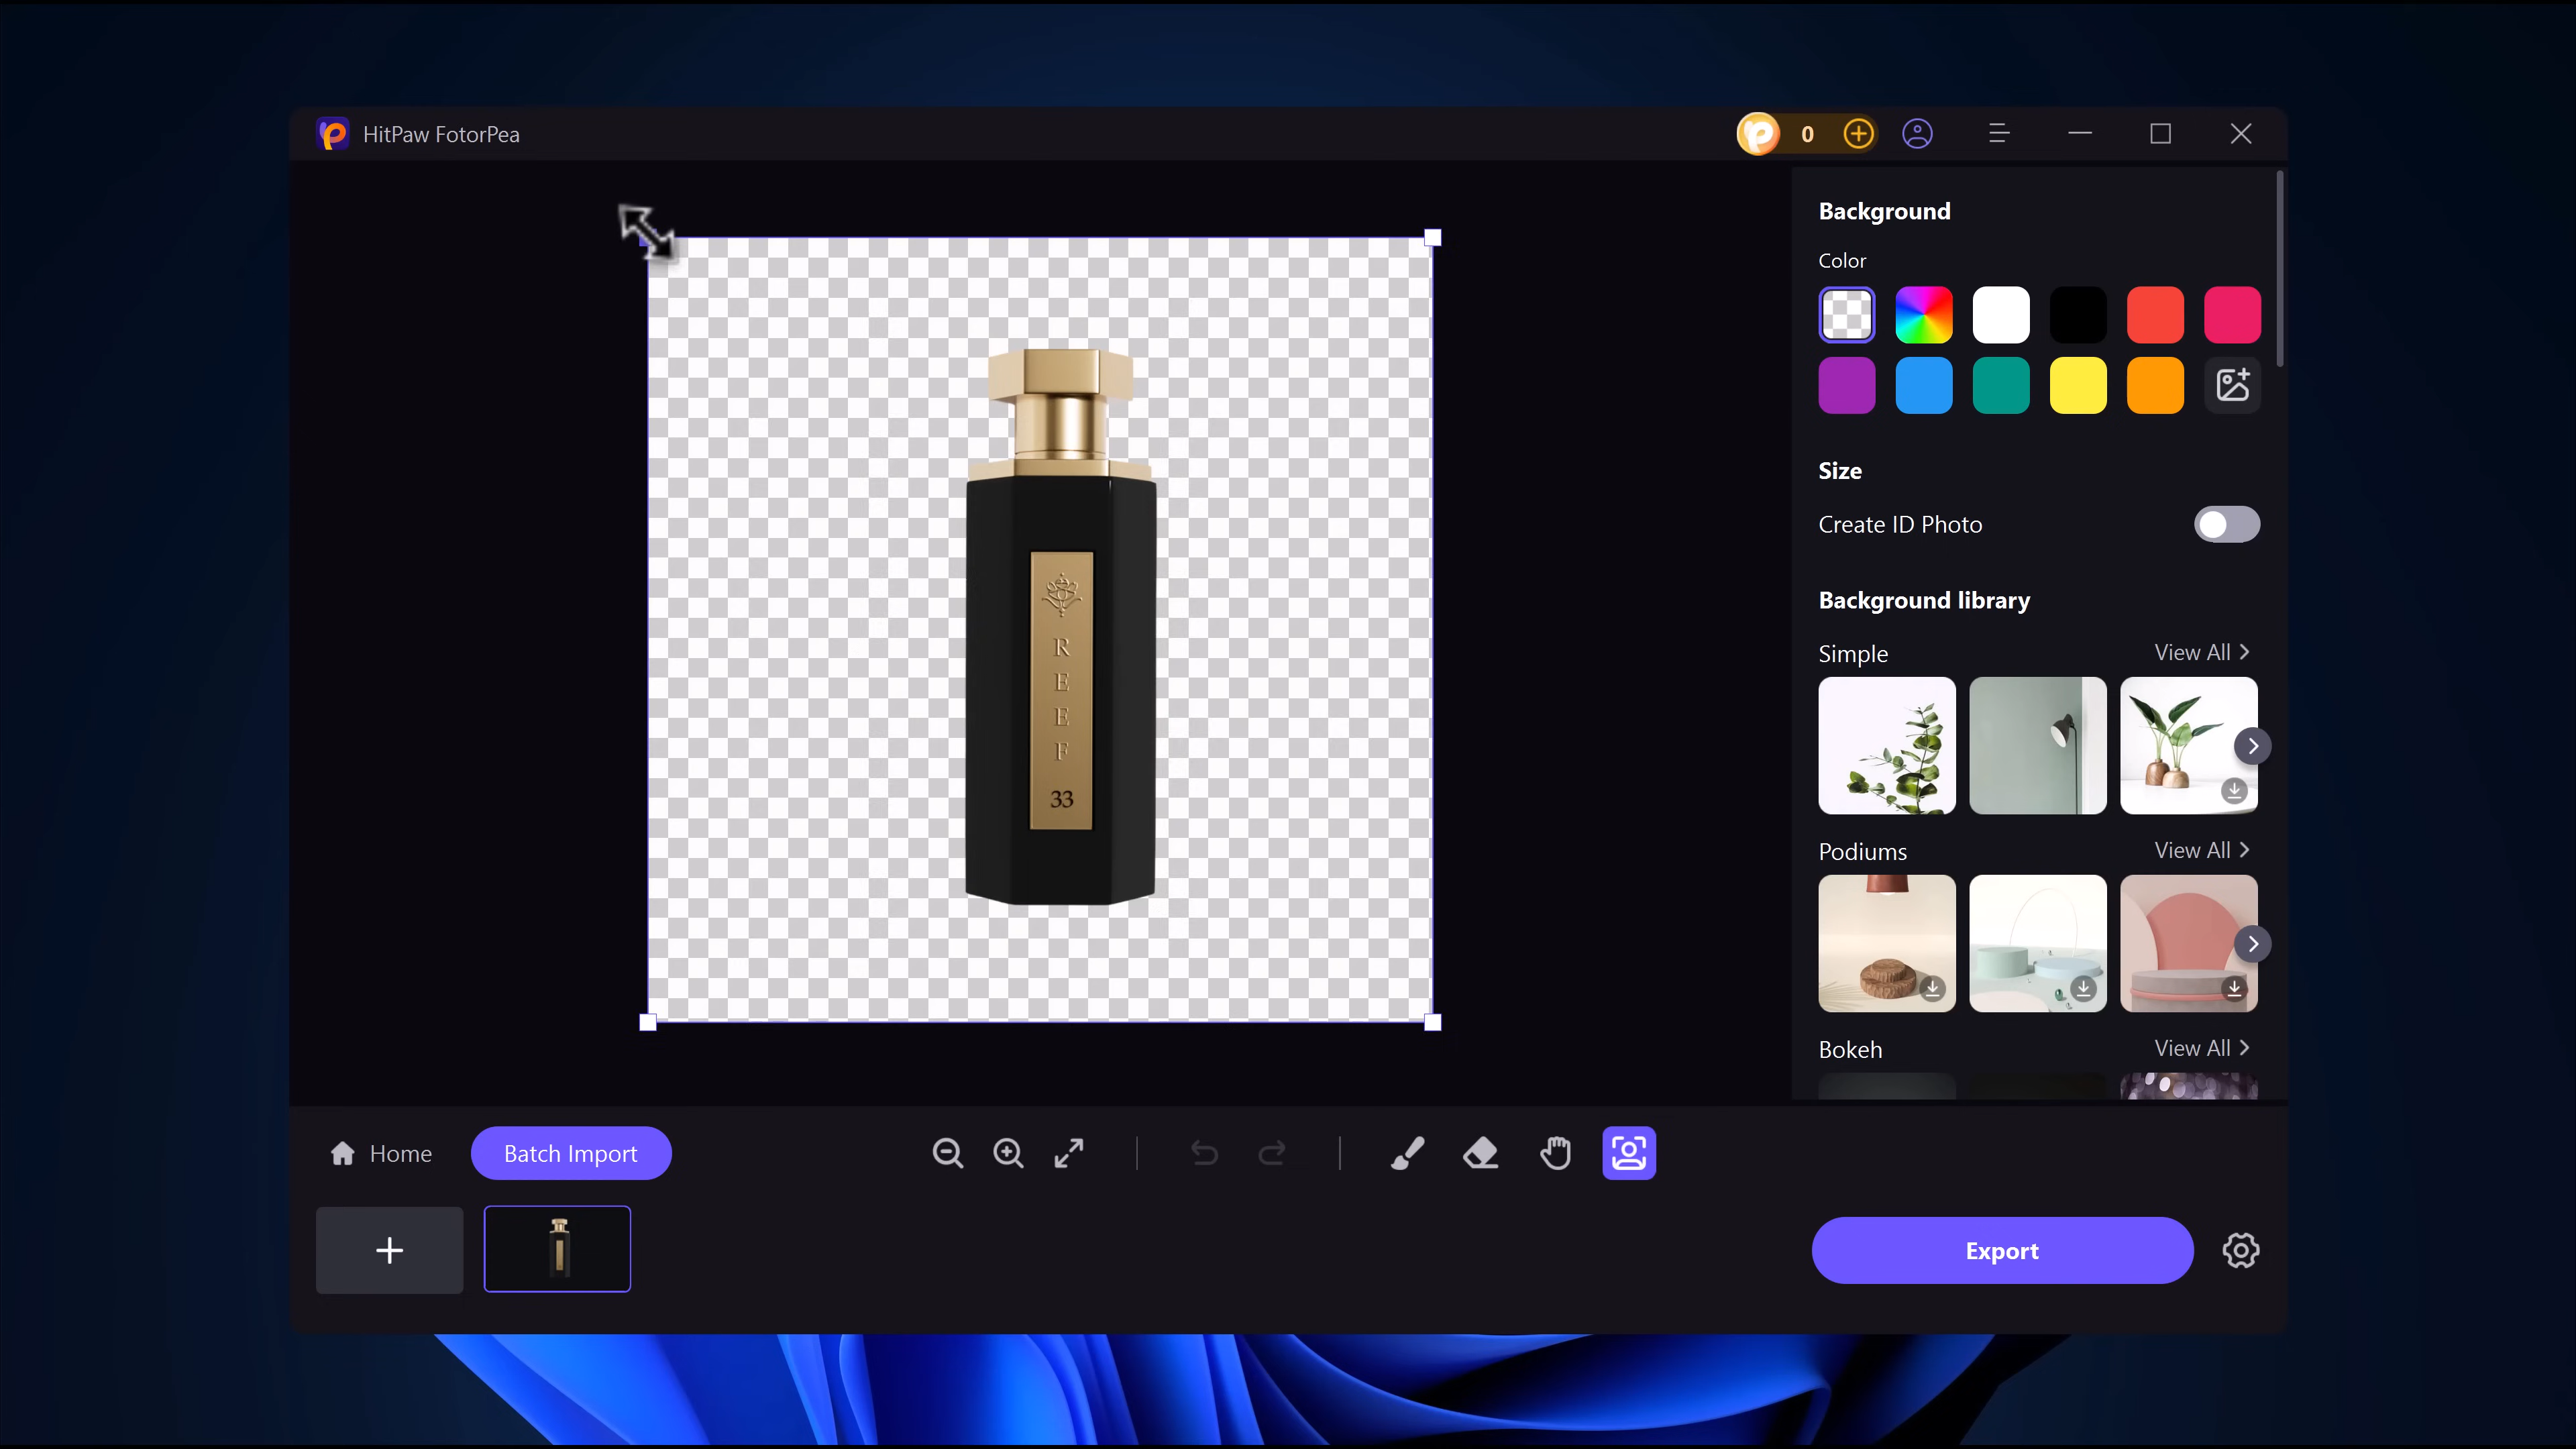 HitPaw FotorPea
0
Background
Color
Size
Create ID Photo
Background library
Simple
View All
Podiums
View All
Bokeh
View All
R
E
E
F
33
Home
Batch Import
Export